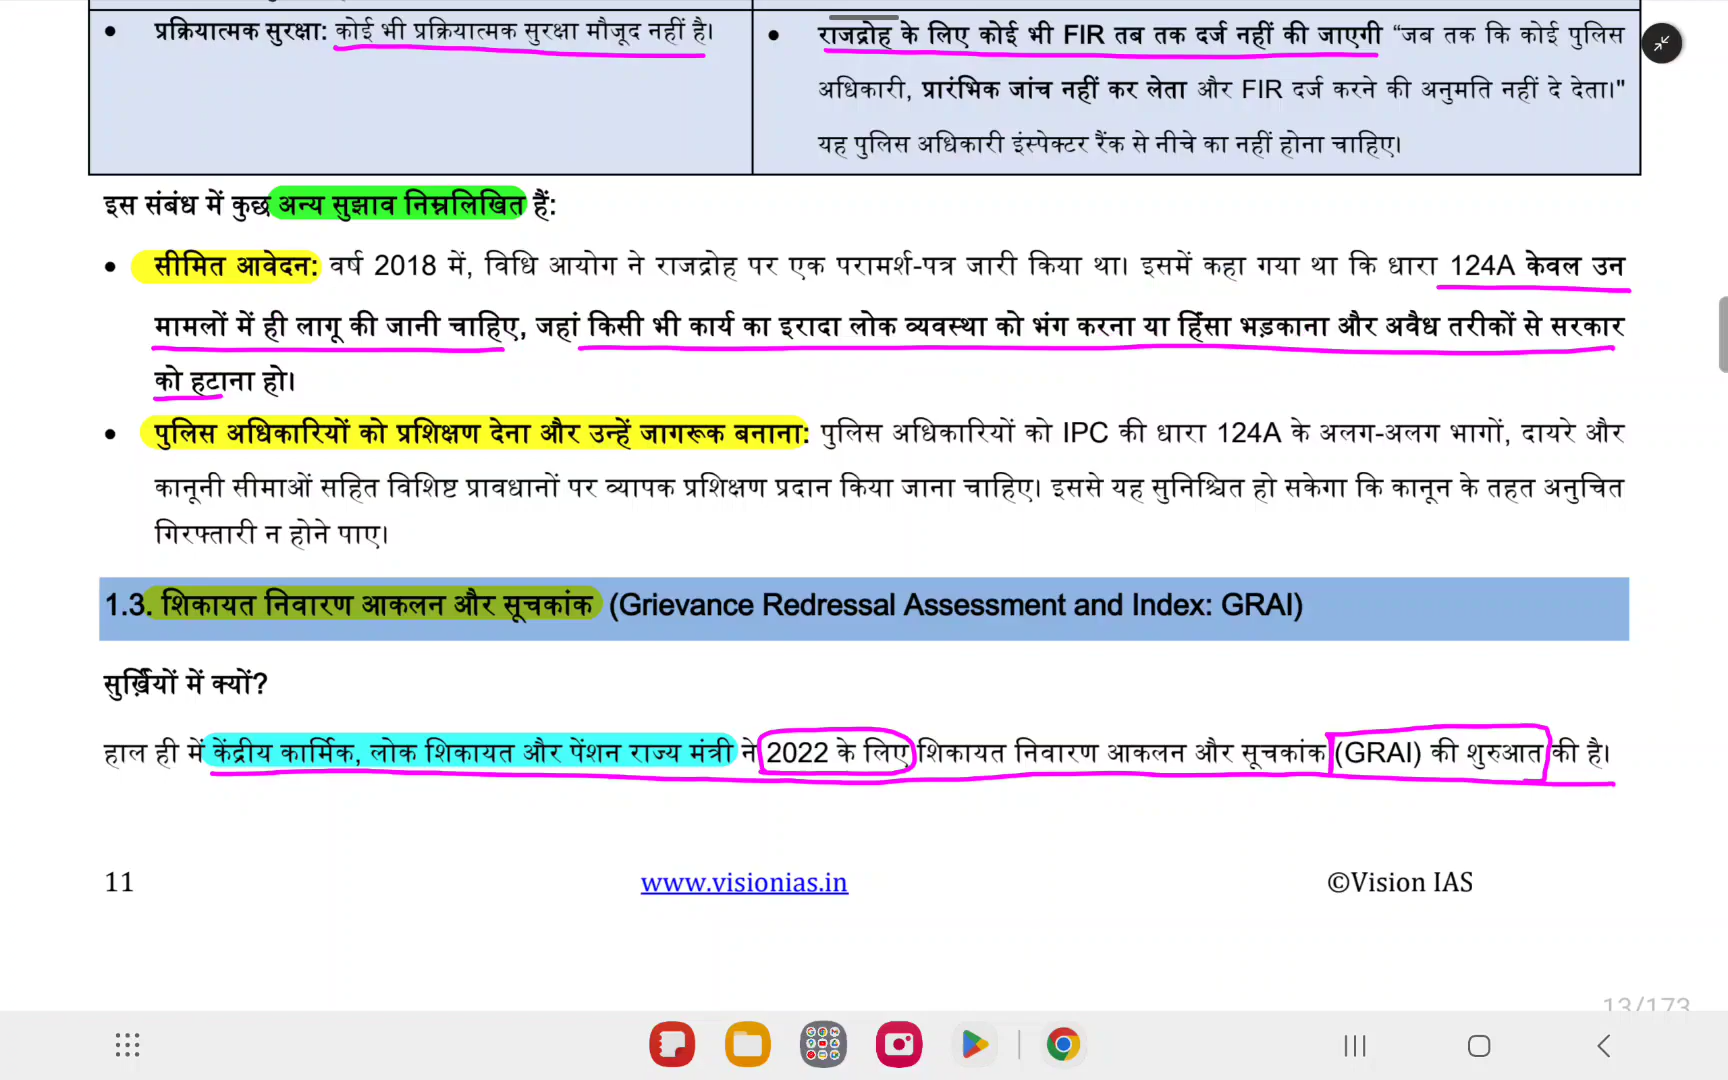 प्रक्रियात्मक सुरक्षा: कोई भी प्रक्रियात्मक सुरक्षा मौजूद नहीं है।
राजद्रोह के लिए कोई भी FIR तब तक दर्ज नहीं की जाएगी “जब तक कि कोई पुलिस
अधिकारी, प्रारंभिक जांच नहीं कर लेता और FIR दर्ज करने की अनुमति नहीं दे देता।"
यह पुलिस अधिकारी इंस्पेक्टर रैंक से नीचे का नहीं होना चाहिए।
इस संबंध में कुछ अन्य सुझाव निम्नलिखित हैं:
सीमित आवेदन: वर्ष 2018 में, विधि आयोग ने राजद्रोह पर एक परामर्श-पत्र जारी किया था। इसमें कहा गया था कि धारा 124A केवल उन
मामलों में ही लागू की जानी चाहिए, जहां किसी भी कार्य का इरादा लोक व्यवस्था को भंग करना या हिंसा भड़काना और अवैध तरीकों से सरकार
को हटाना हो।
पुलिस अधिकारियों को प्रशिक्षण देना और उन्हें जागरूक बनाना: पुलिस अधिकारियों को IPC की धारा 124A के अलग-अलग भागों, दायरे और
कानूनी सीमाओं सहित विशिष्ट प्रावधानों पर व्यापक प्रशिक्षण प्रदान किया जाना चाहिए। इससे यह सुनिश्चित हो सकेगा कि कानून के तहत अनुचित
गिरफ्तारी न होने पाए।
1.3. शिकायत निवारण आकलन और सूचकांक (Grievance Redressal Assessment and Index: GRAI)
सुर्ख़ियों में क्यों?
हाल ही में केंद्रीय कार्मिक, लोक शिकायत और पेंशन राज्य मंत्री ने 2022 के लिए शिकायत निवारण आकलन और सूचकांक (GRAI) की शुरुआत की है।
11
www.visionias.in
©Vision IAS
13/173